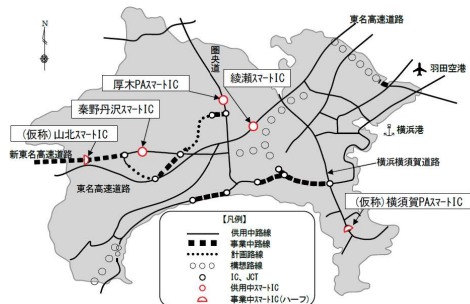 N
東名高速道路
圏央道
羽田空港
厚木PAスマートIC
綾瀬スマートIC
秦野丹沢スマートIC
(仮称)山北スマートIC
横浜港
新東名高速道路
横浜横須賀道路
東名高速道路
(仮称)横須賀PAスマートIC
【凡例】
供用中路線
事業中路線
計画路線
構想路線
IC、JCT
供用中スマートIC
事業中スマートIC(ハーフ)